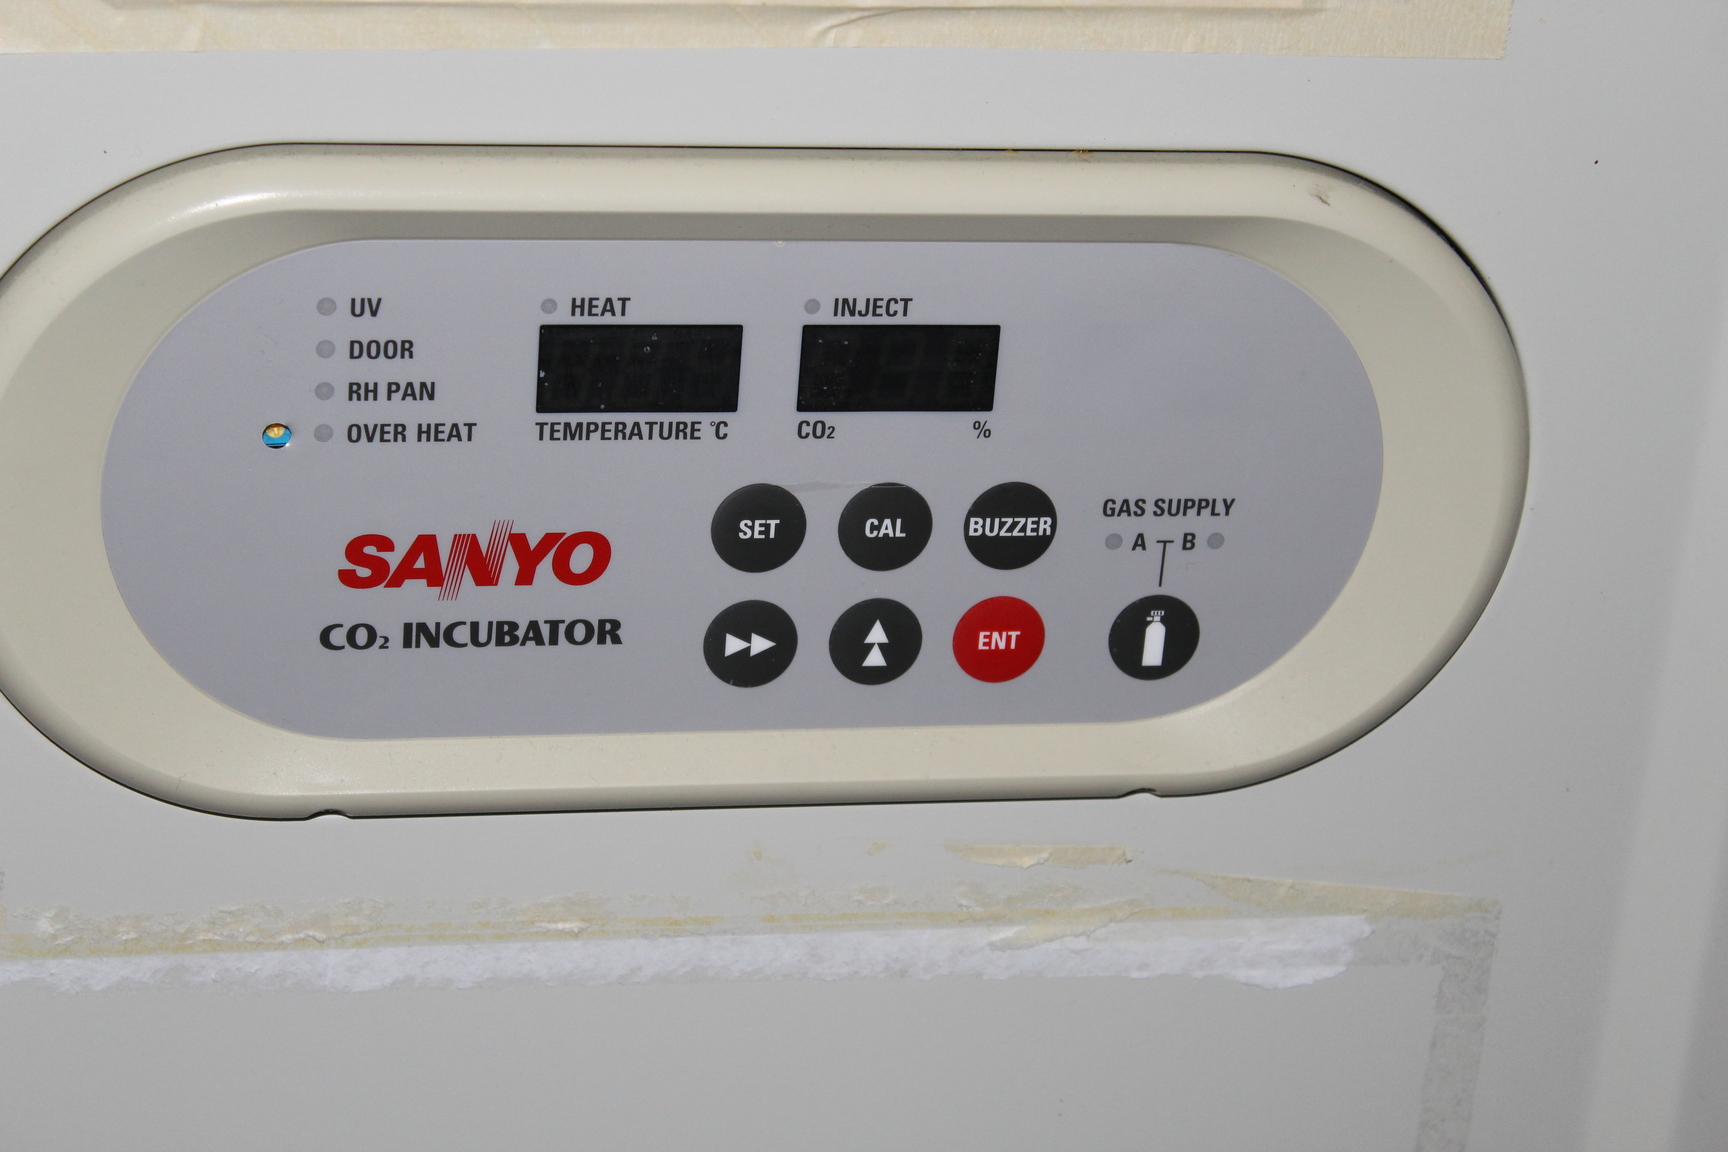 UV
DOOR
RH PAN
OVER HEAT
HEAT
TEMPERATURE °C
INJECT
CO₂ %
SANYO
CO₂ INCUBATOR
SET CAL BUZZER
ENT
GAS SUPPLY
A B